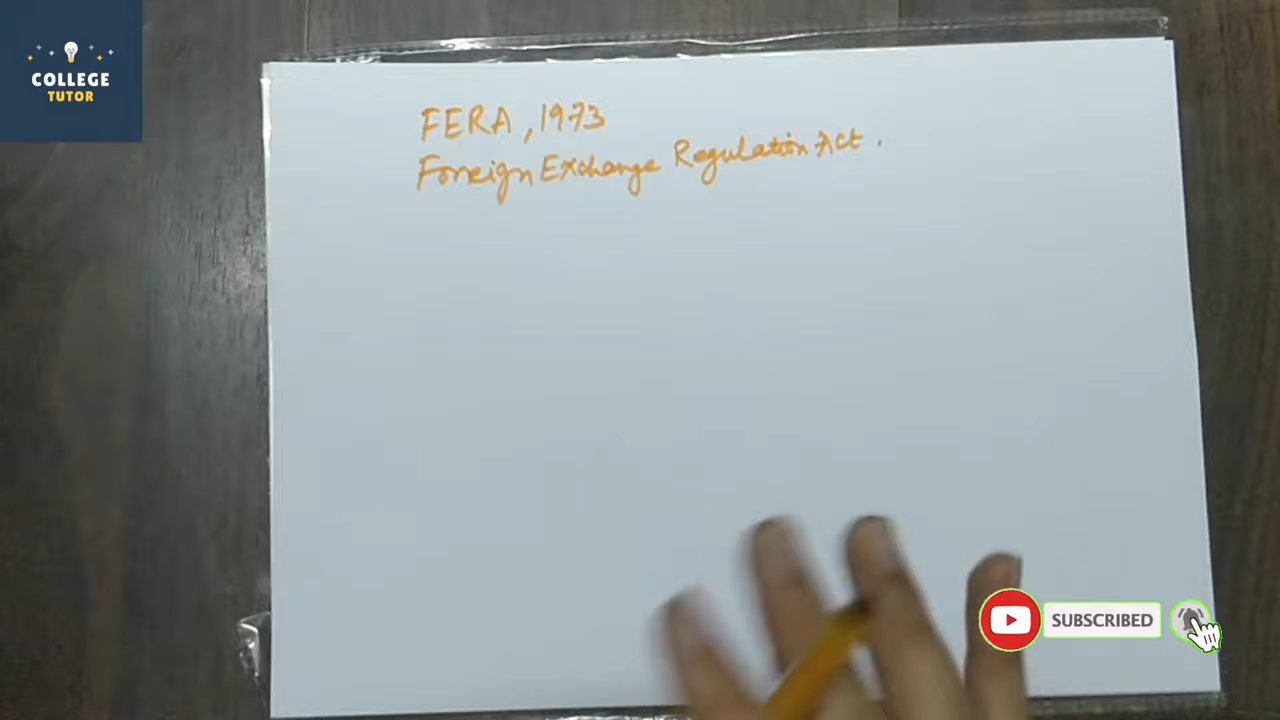 COLLEGE
TUTOR
FERA, 1973
Foreign Exchange Regulation Act.
SUBSCRIBED